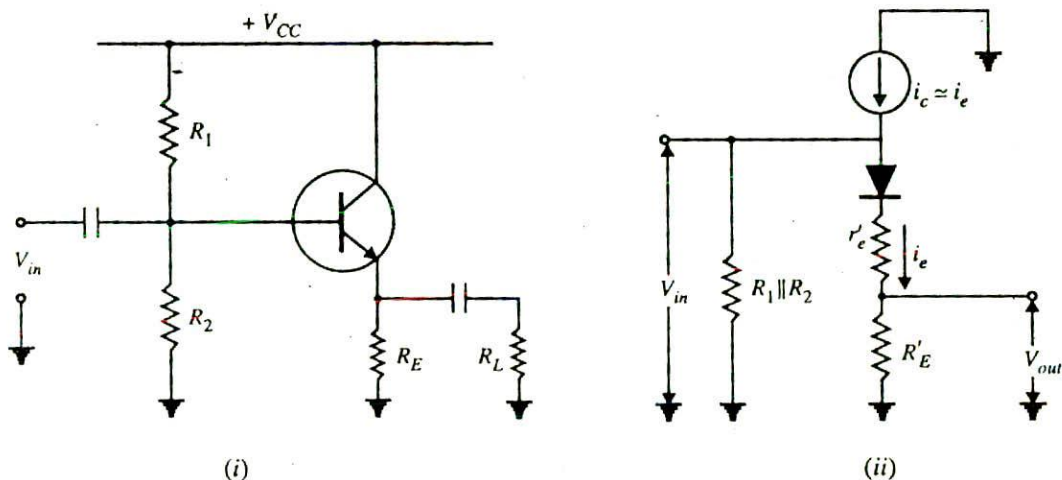 + V_CC
R_1
V_in
R_2
R_E
R_L
(i)
i_c ≃ i_e
r'_e
i_e
V_in
R_1||R_2
R'_E
V_out
(ii)